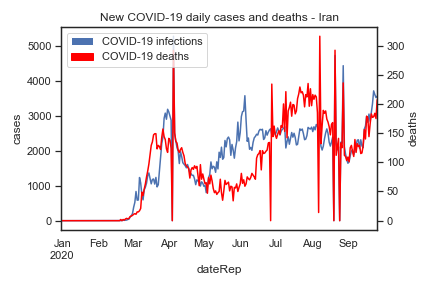 New COVID-19 daily cases and deaths - Iran
COVID-19 infections
COVID-19 deaths
cases
5000
4000
3000
2000
1000
0
deaths
300
250
200
150
100
50
0
Jan Feb Mar Apr May Jun Jul Aug Sep
2020
dateRep